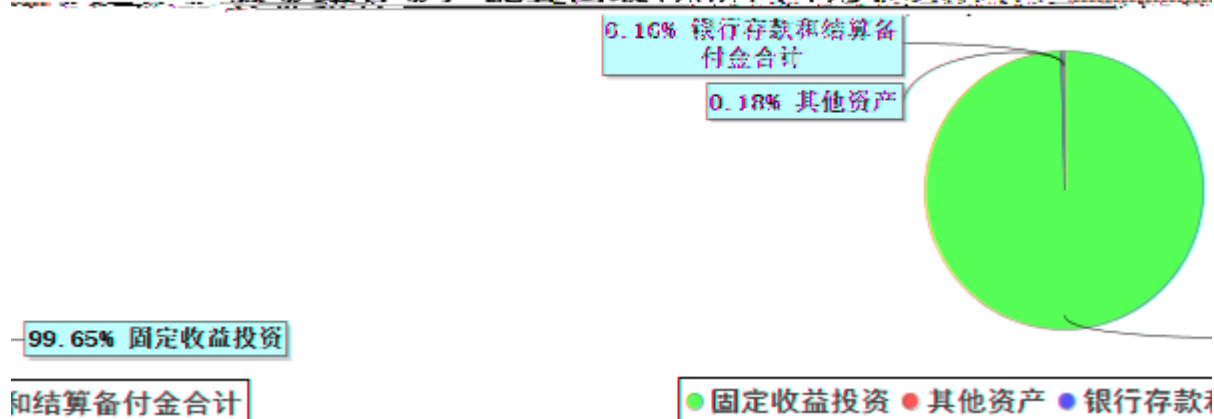 0.16% 银行存款和结算备
付金合计
0.18% 其他资产
99.65% 固定收益投资
和结算备付金合计
固定收益投资 其他资产 银行存款